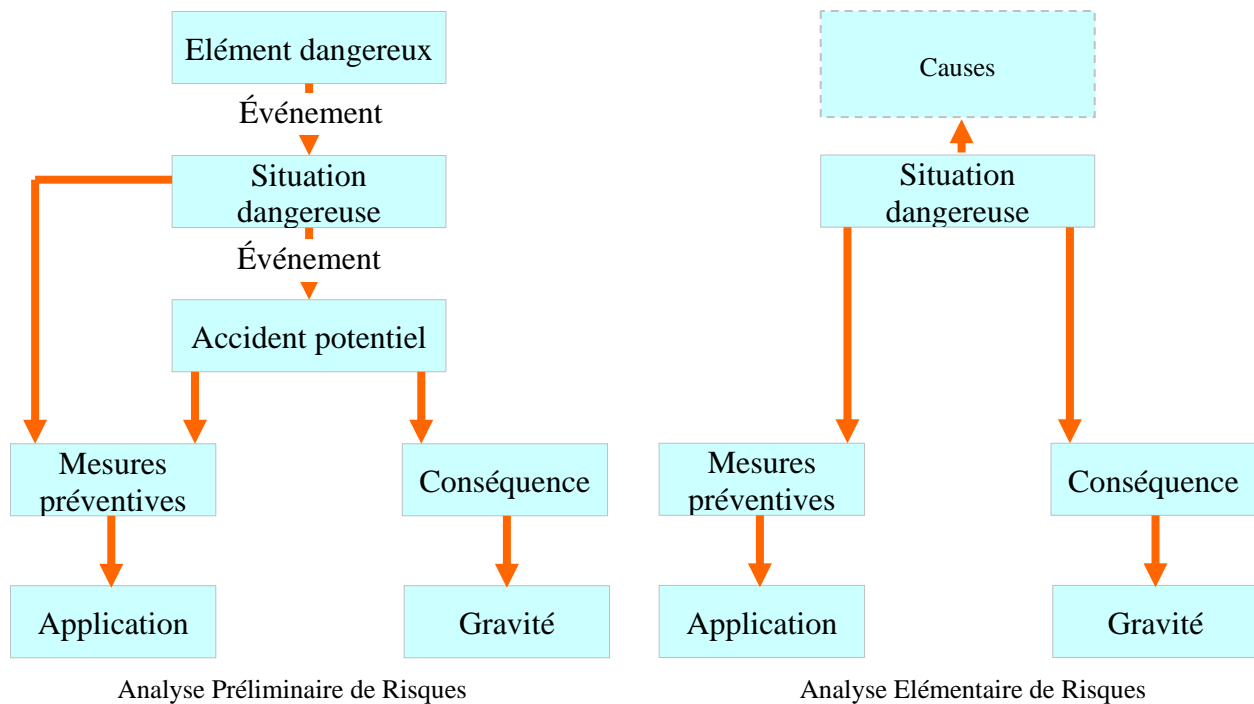 Elément dangereux
Événement
Situation
dangereuse
Événement
Accident potentiel
Mesures
préventives
Conséquence
Application
Gravité
Analyse Préliminaire de Risques
Causes
Situation
dangereuse
Mesures
préventives
Conséquence
Application
Gravité
Analyse Elémentaire de Risques